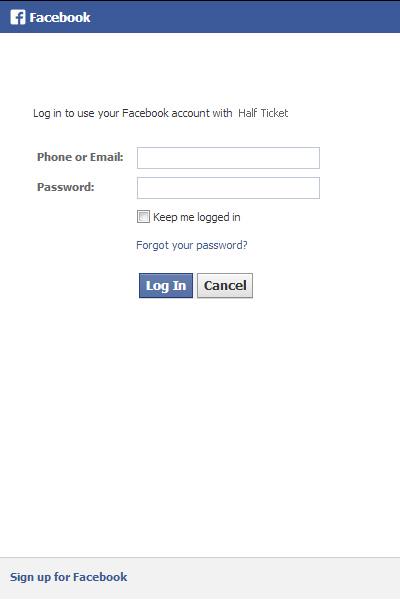 Facebook
Log in to use your Facebook account with Half Ticket
Phone or Email:
Password:
Keep me logged in
Forgot your password?
Log In Cancel
Sign up for Facebook